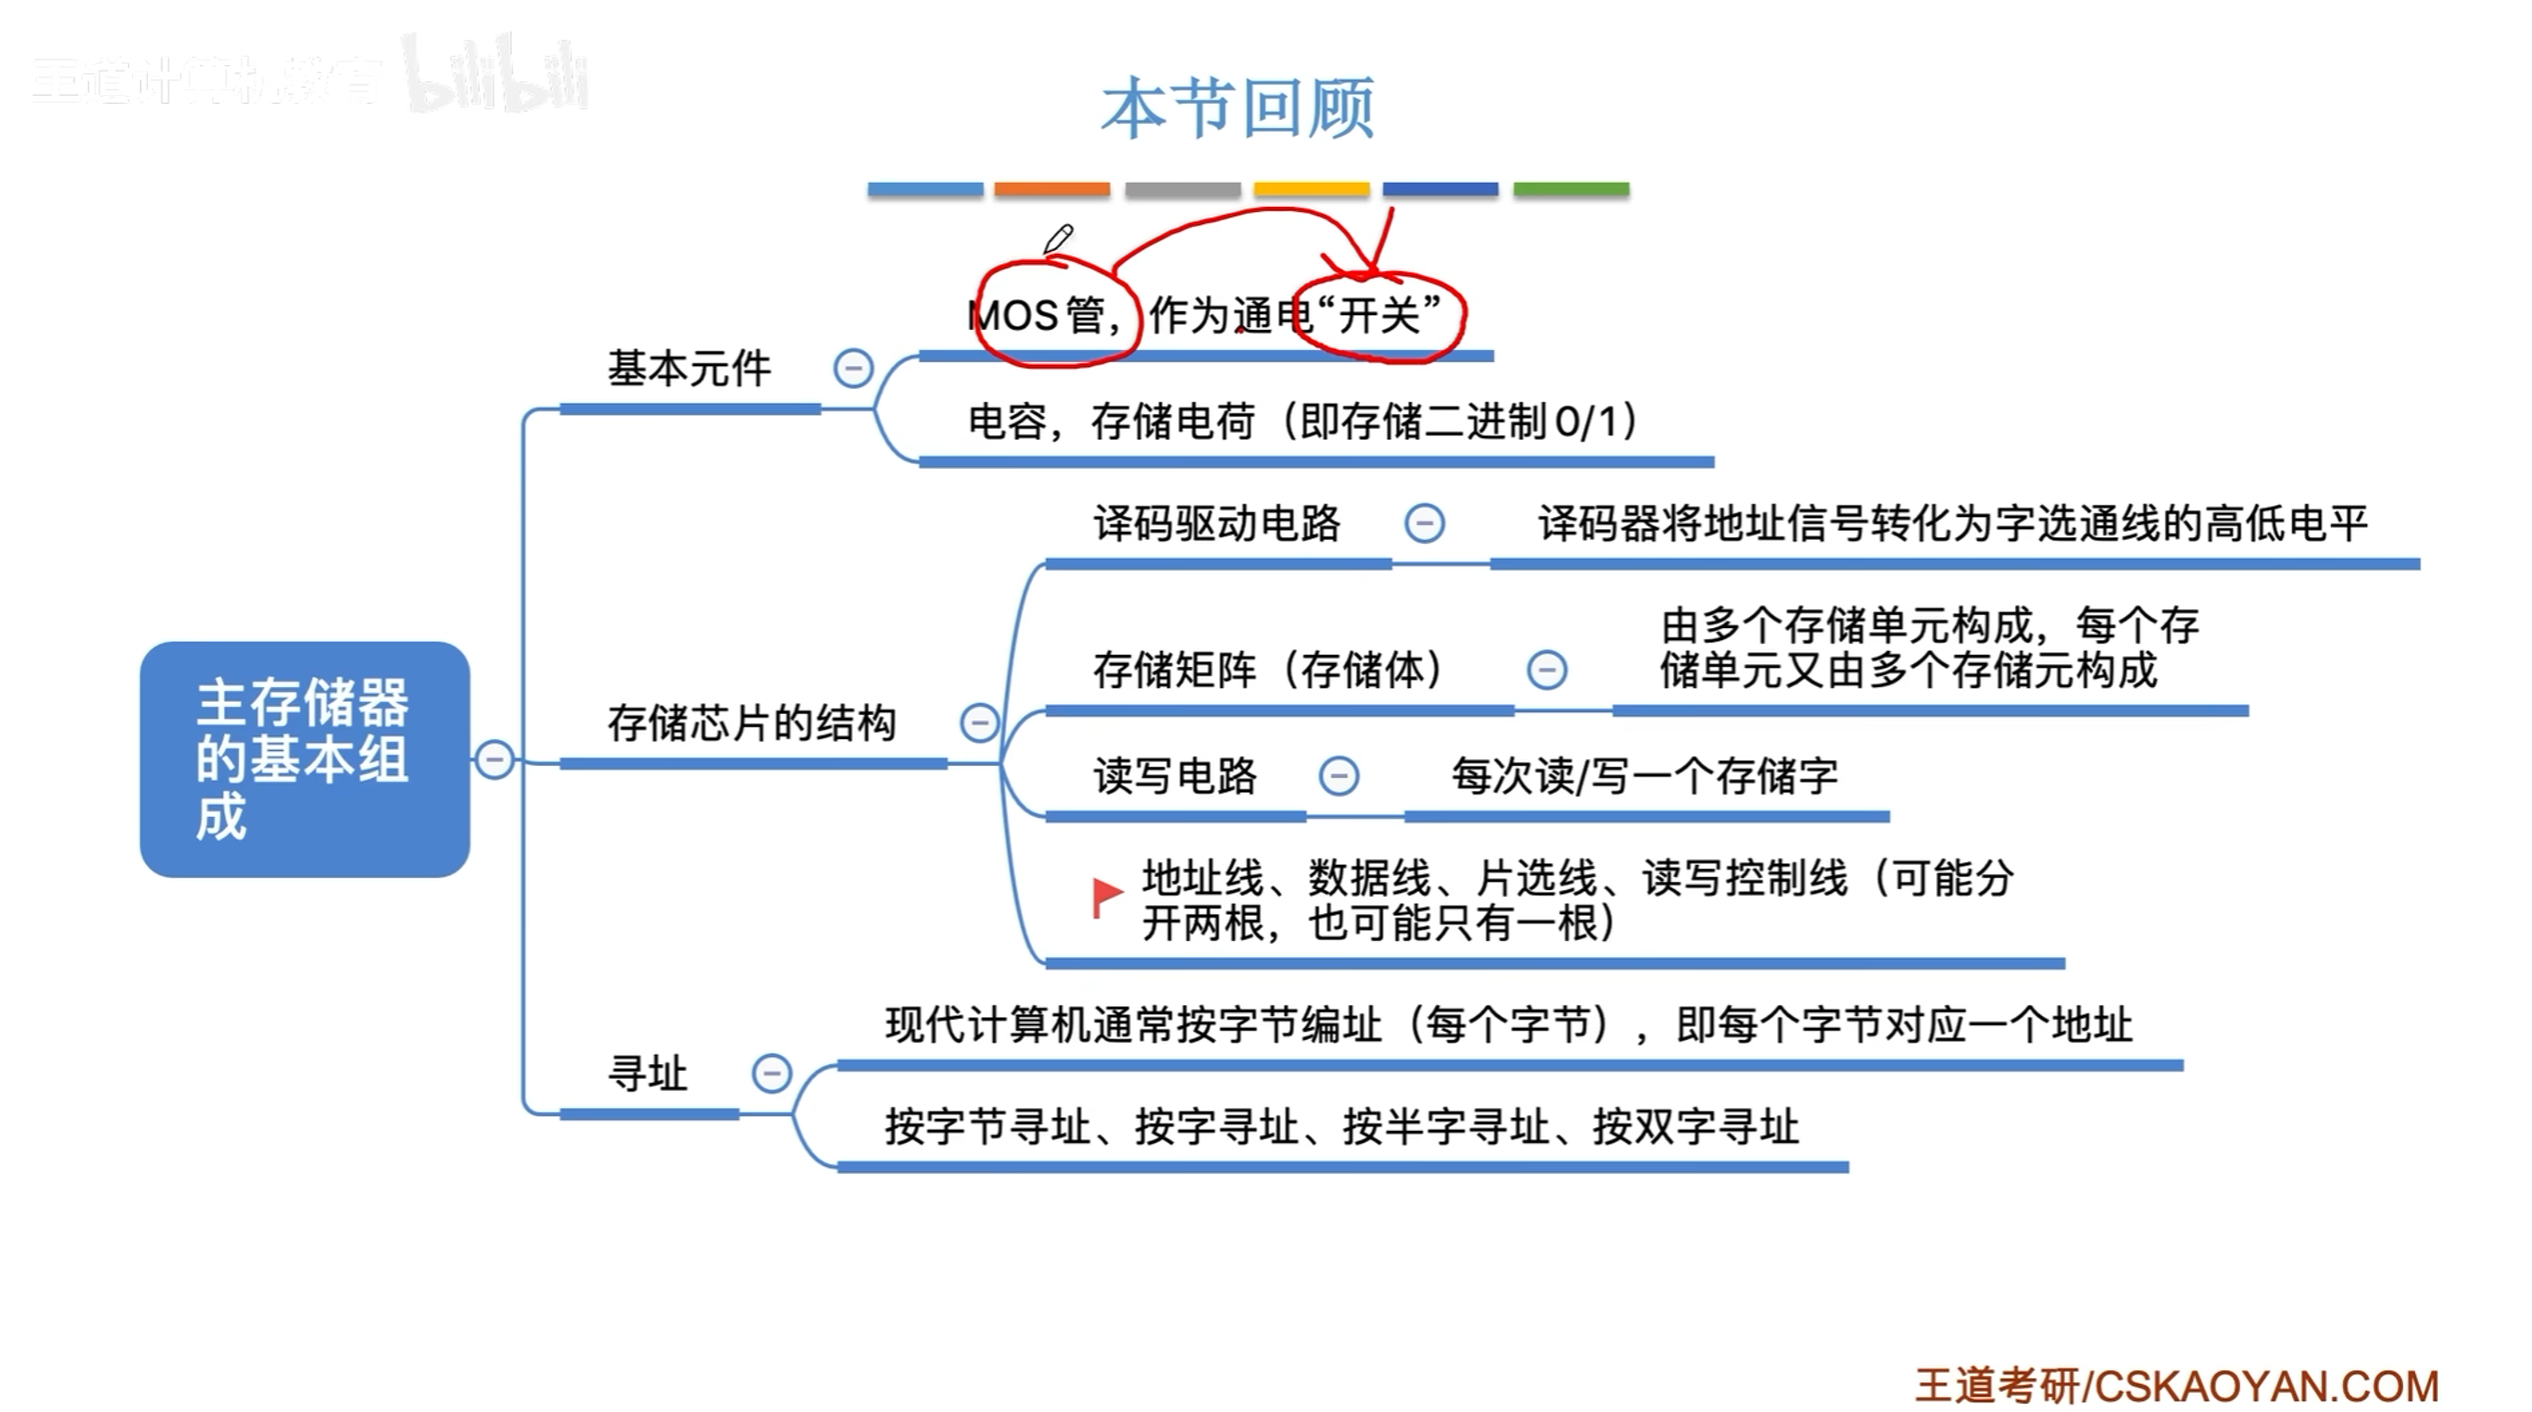 王道计算机教育 bilibili
本节回顾
MOS管，作为通电“开关”
基本元件
电容，存储电荷（即存储二进制0/1）
译码驱动电路
译码器将地址信号转化为字选通线的高低电平
存储矩阵（存储体）
由多个存储单元构成，每个存
储单元又由多个存储元构成
主存储器
的基本组
成
存储芯片的结构
读写电路
每次读/写一个存储字
地址线、数据线、片选线、读写控制线（可能分
开两根，也可能只有一根）
现代计算机通常按字节编址（每个字节），即每个字节对应一个地址
寻址
按字节寻址、按字寻址、按半字寻址、按双字寻址
王道考研/CSKAOYAN.COM